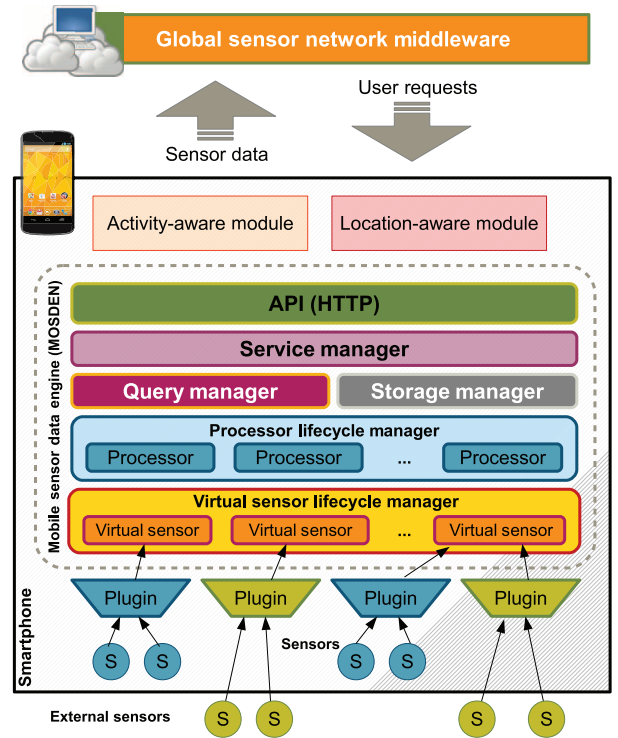 Global sensor network middleware
User requests
Sensor data
Activity-aware module
Location-aware module
Mobile sensor data engine (MOSDEN)
API (HTTP)
Service manager
Query manager
Storage manager
Processor lifecycle manager
Processor
Processor
...
Processor
Virtual sensor lifecycle manager
Virtual sensor
Virtual sensor
...
Virtual sensor
Smartphone
Plugin
Plugin
Plugin
Plugin
Sensors
S
S
S
S
External sensors
S
S
S
S